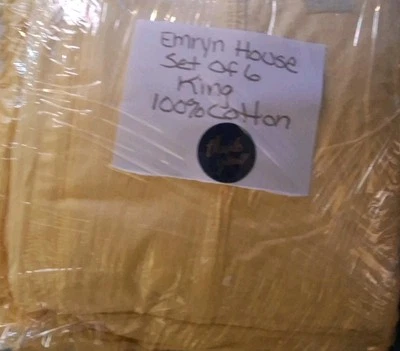 Emryn House
Set Of 6
King
100% Cotton